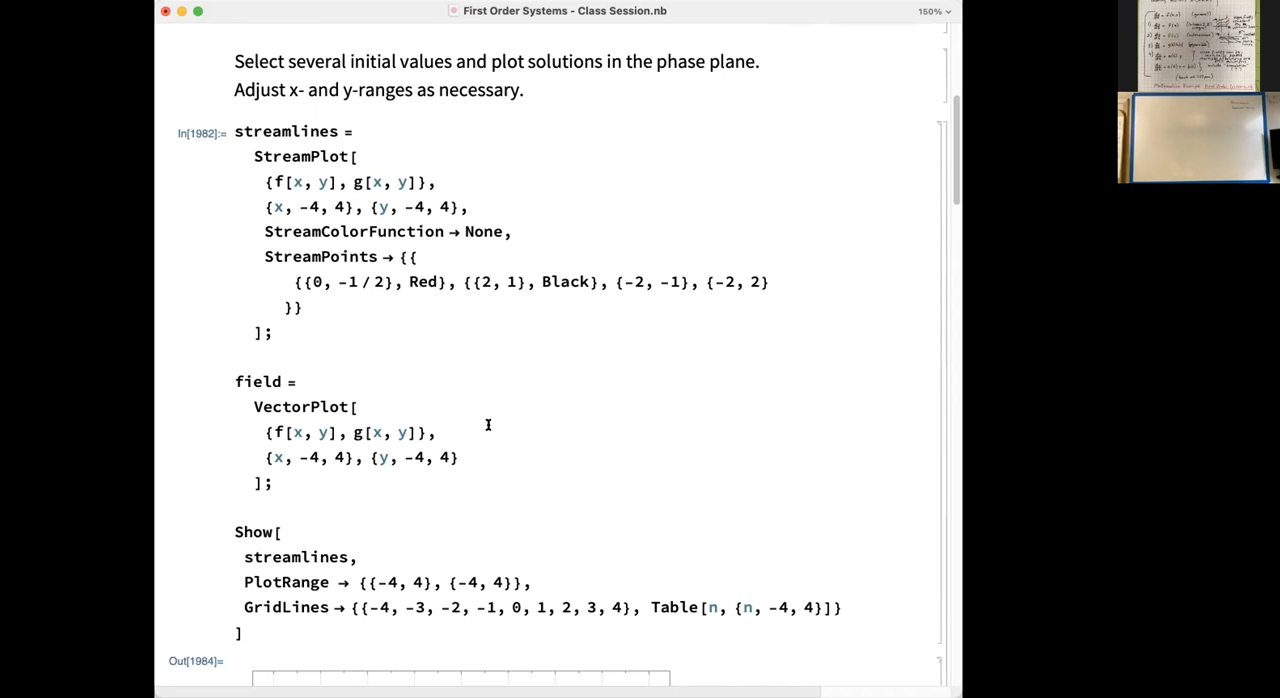 First Order Systems - Class Session.nb
150%
Select several initial values and plot solutions in the phase plane.
Adjust x- and y-ranges as necessary.
In[1982]:= streamlines =
StreamPlot[
{f[x, y], g[x, y]},
{x, -4, 4}, {y, -4, 4},
StreamColorFunction → None,
StreamPoints → {{
{{0, -1 / 2}, Red}, {{2, 1}, Black}, {-2, -1}, {-2, 2}
}}
];
field =
VectorPlot[
{f[x, y], g[x, y]},
{x, -4, 4}, {y, -4, 4}
];
Show[
streamlines,
PlotRange → {{-4, 4}, {-4, 4}},
GridLines → {{-4, -3, -2, -1, 0, 1, 2, 3, 4}, Table[n, {n, -4, 4}]}
]
Out[1984]=